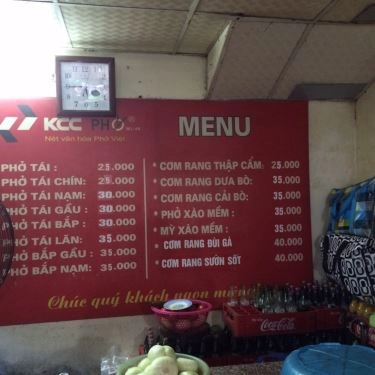 KCC PHỞ®
Nét văn hóa Phở Việt
MENU
PHỞ TÁI : 25.000
PHỞ TÁI CHÍN: 25.000
PHỞ TÁI NẠM: 30.000
PHỞ TÁI GẦU : 30.000
PHỞ TÁI BẮP : 30.000
PHỞ TÁI LĂN: 35.000
PHỞ BẮP GẦU : 35.000
PHỞ BẮP NẠM: 35.000
* CƠM RANG THẬP CẨM: 25.000
* CƠM RANG DƯA BÒ: 35.000
* CƠM RANG CẢI BÒ: 35.000
* PHỞ XÀO MỀM : 35.000
* MỲ XÀO MỀM : 35.000
* CƠM RANG ĐÙI GÀ 40.000
* CƠM RANG SƯỜN SỐT 40.000
Chúc quý khách ngon
Coca-Cola